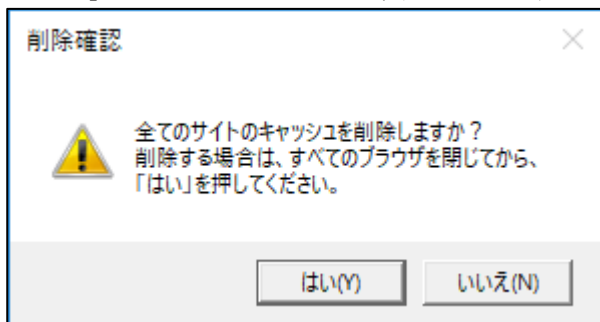 削除確認
全てのサイトのキャッシュを削除しますか？
削除する場合は、すべてのブラウザを閉じてから、
「はい」を押してください。
はい(Y)
いいえ(N)